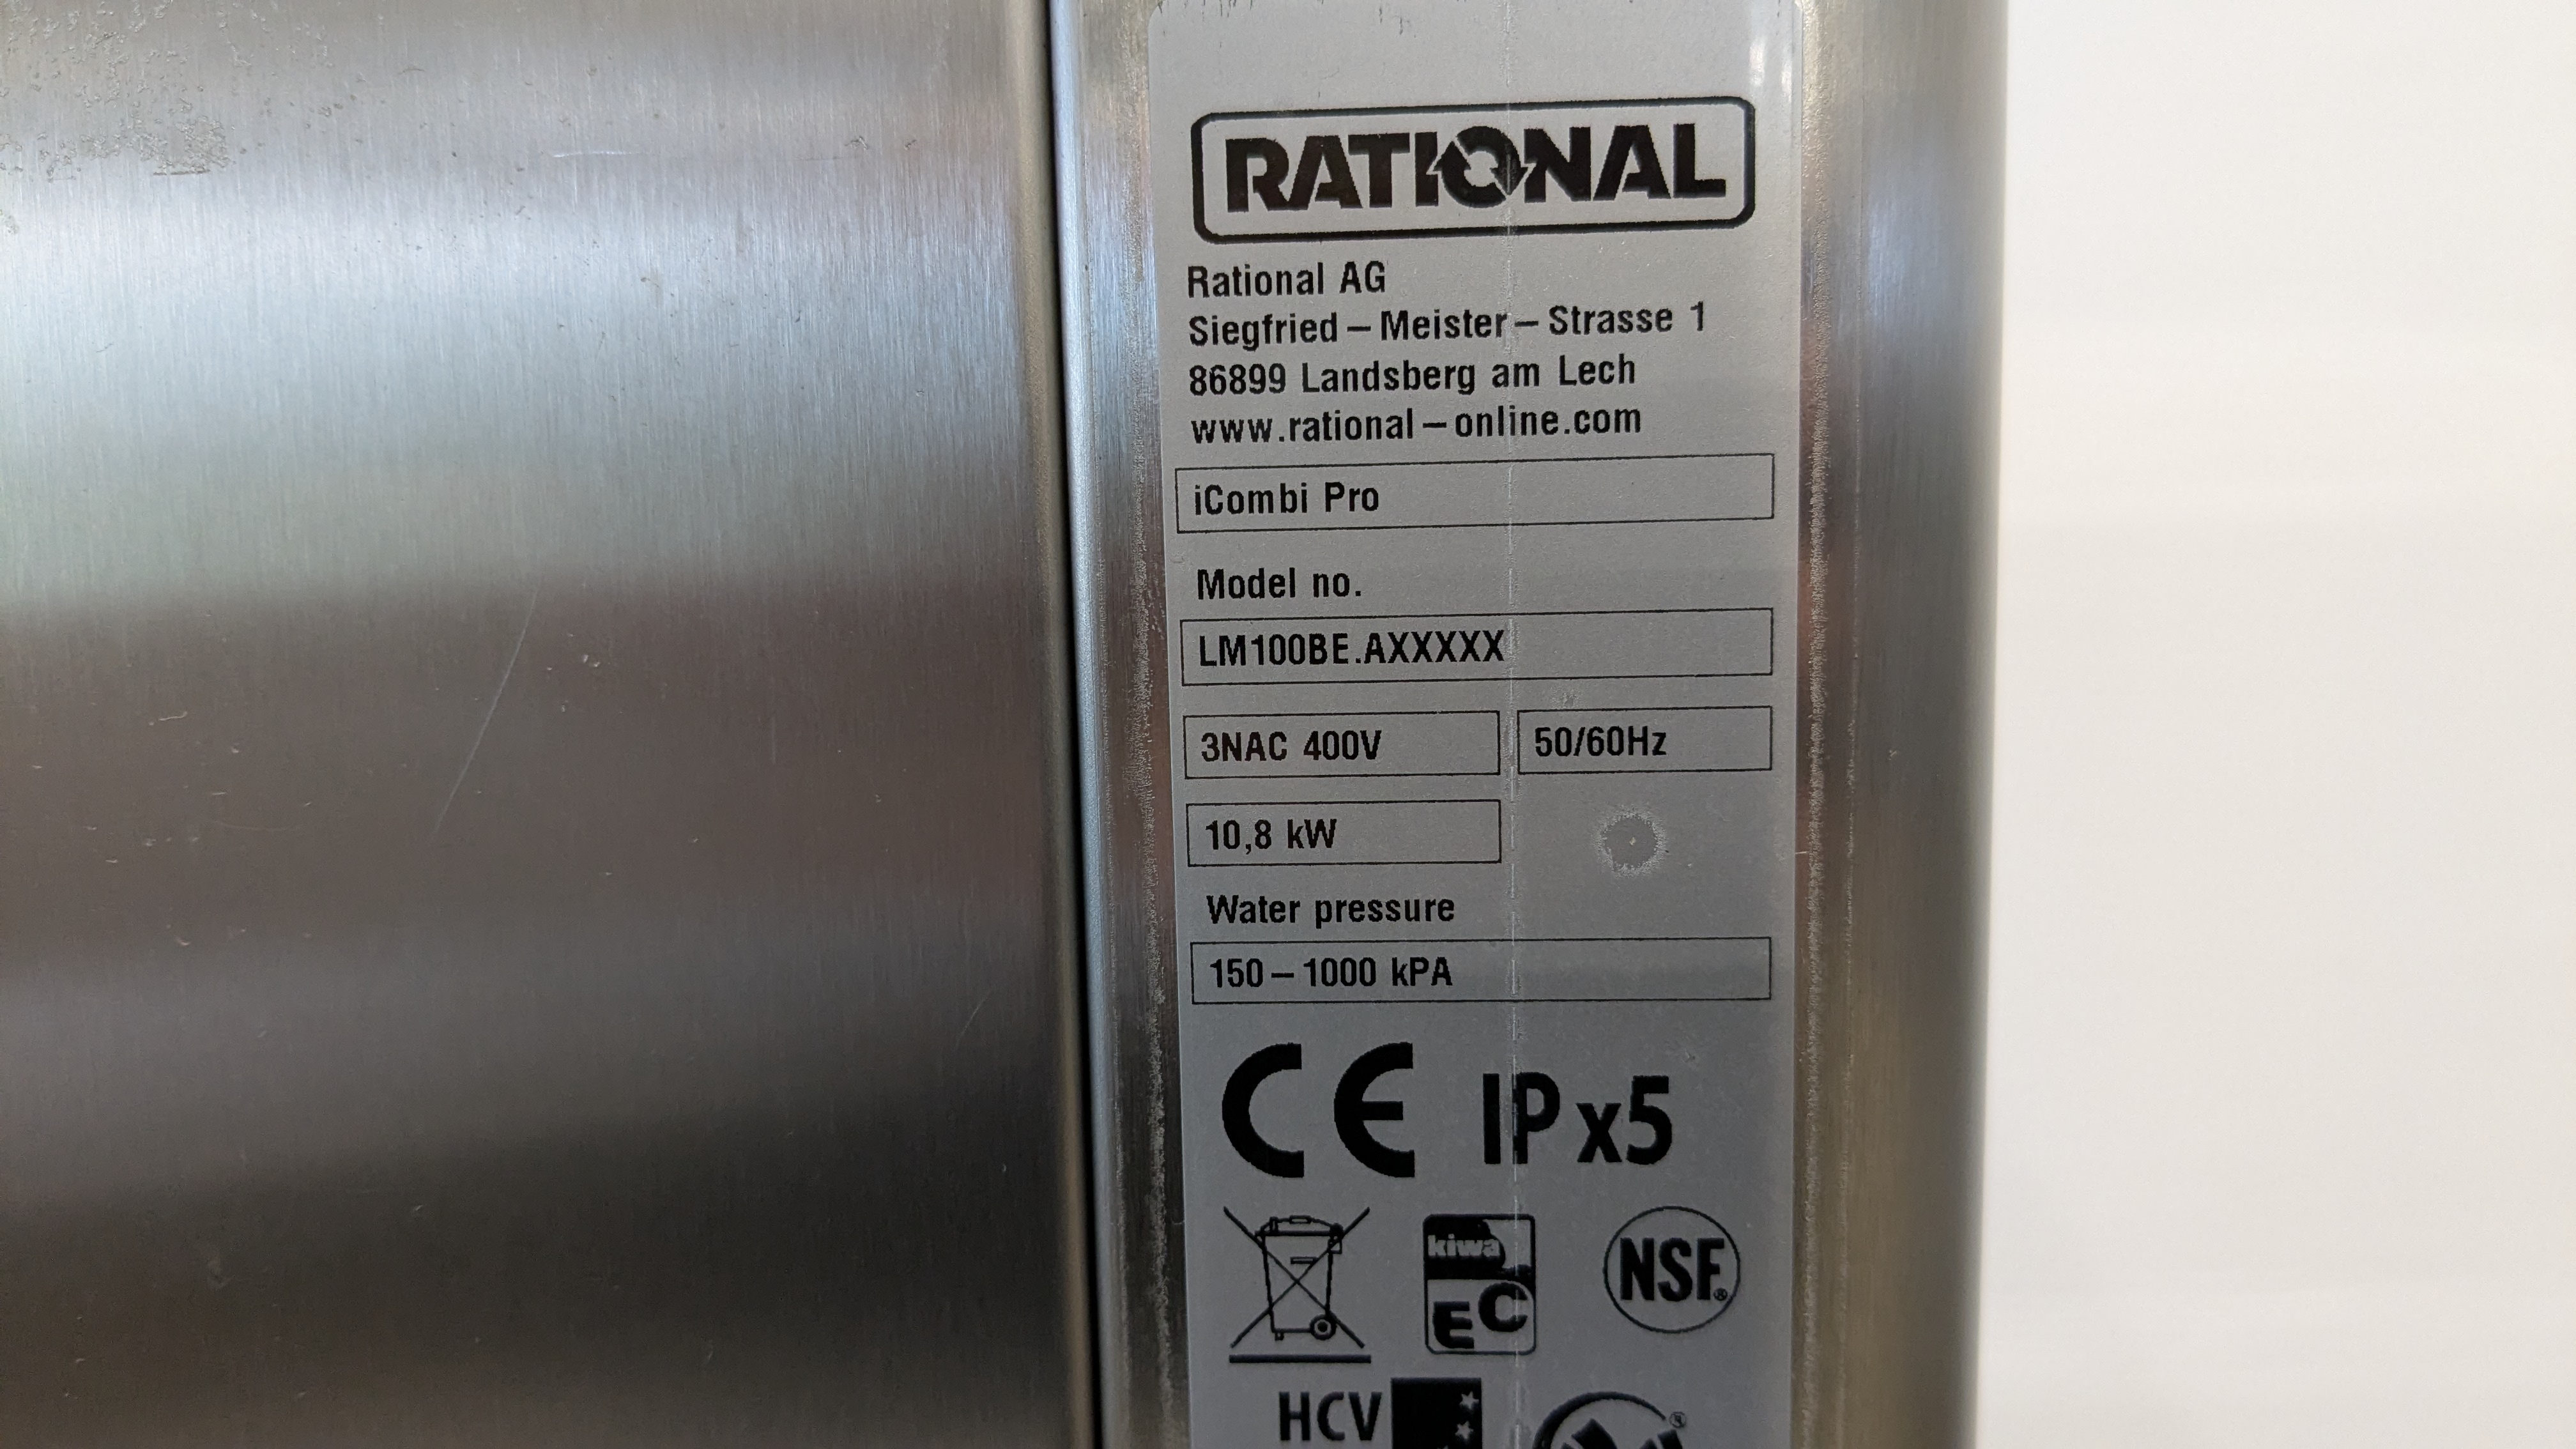 RATIONAL
Rational AG
Siegfried – Meister – Strasse 1
86899 Landsberg am Lech
www.rational – online.com
iCombi Pro
Model no.
LM100BE.AXXXXX
3NAC 400V 50/60Hz
10,8 kW
Water pressure
150 – 1000 kPA
CE IP x5
kiwa
EC
NSF®
HCV ®